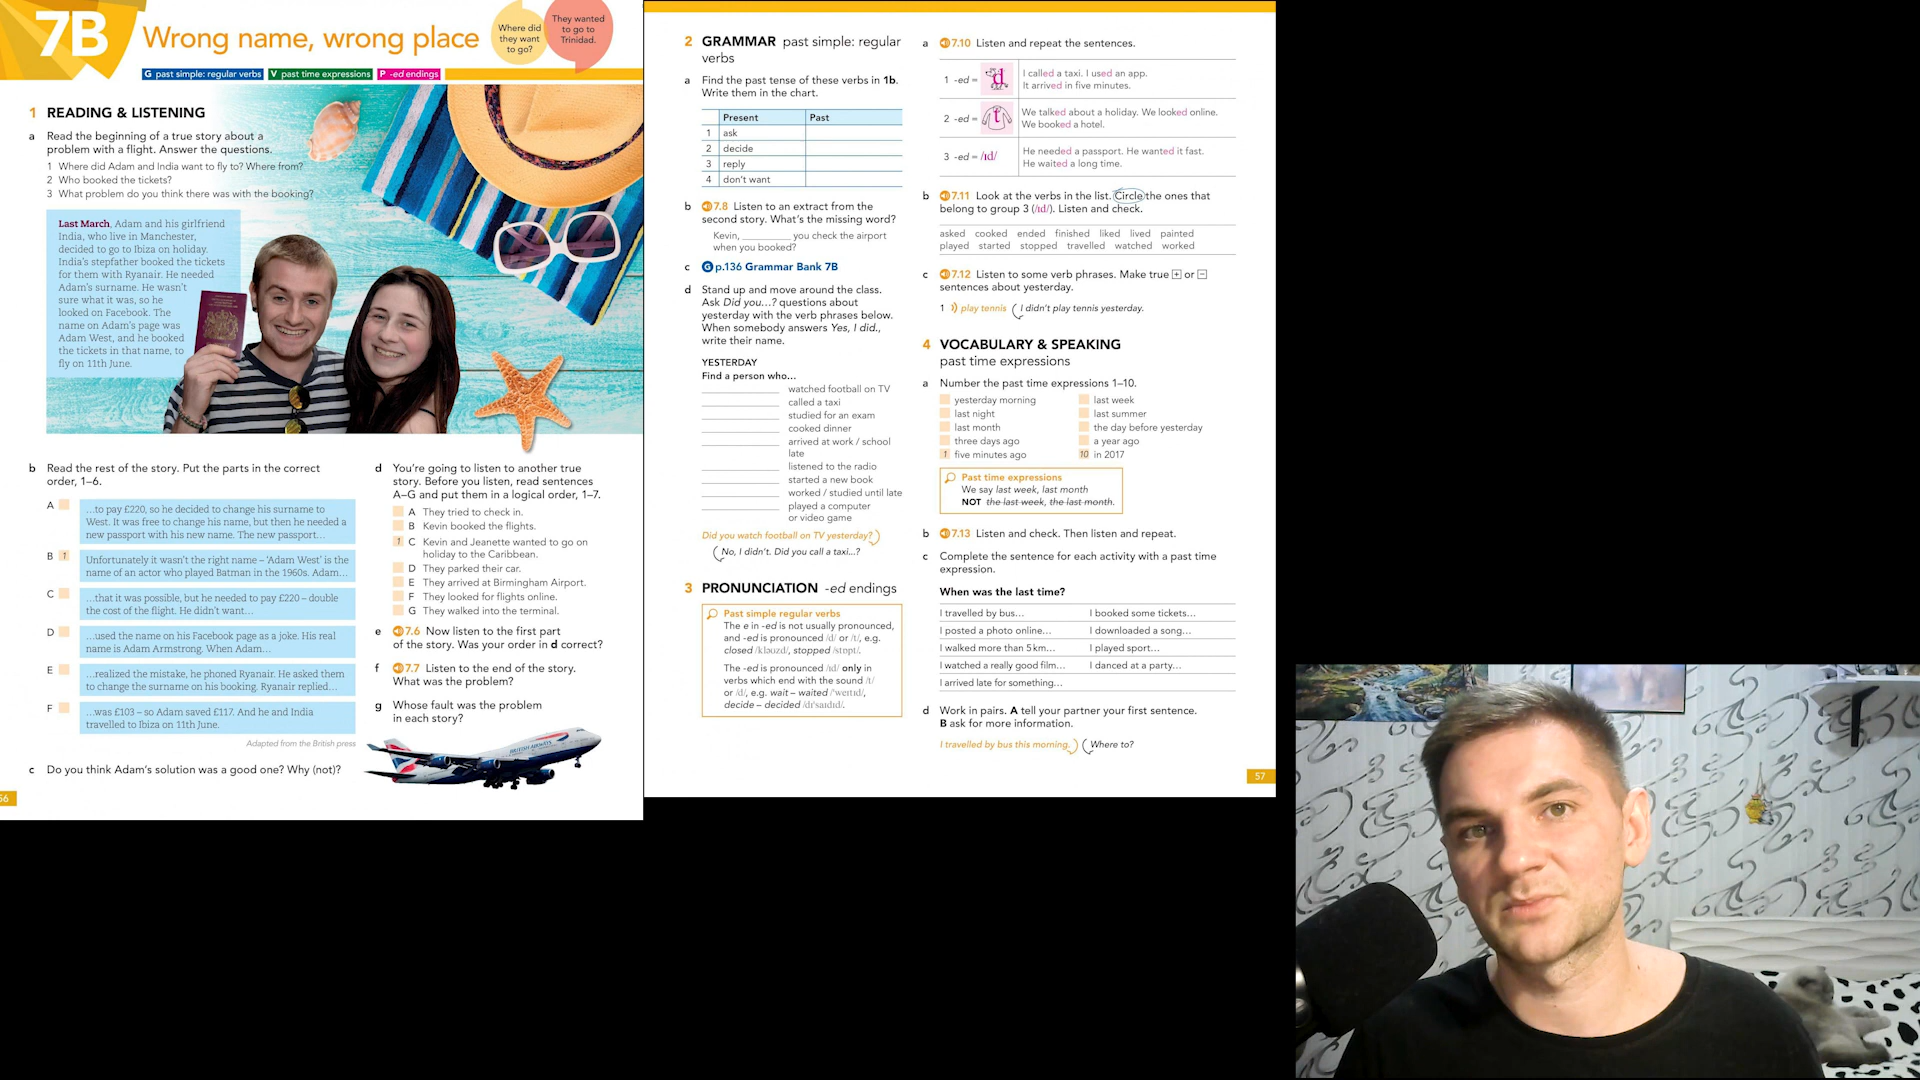 7B
Wrong name, wrong place
Where did
they want
to go?
They wanted
to go to
Trinidad.
G past simple: regular verbs V past time expressions P -ed endings
1 READING & LISTENING
a Read the beginning of a true story about a
problem with a flight. Answer the questions.
1 Where did Adam and India want to fly to? Where from?
2 Who booked the tickets?
3 What problem do you think there was with the booking?
Last March, Adam and his girlfriend
India, who live in Manchester,
decided to go to Ibiza on holiday.
India's stepfather booked the tickets
for them with Ryanair. He needed
Adam's surname. He wasn't
sure what it was, so he
looked on Facebook. The
name on Adam's page was
Adam West, and he booked
the tickets in that name, to
fly on 11th June.
b Read the rest of the story. Put the parts in the correct
order, 1–6.
A
…to pay £220, so he decided to change his surname to
West. It was free to change his name, but then he needed a
new passport with his new name. The new passport…
B 1
Unfortunately it wasn't the right name – 'Adam West' is the
name of an actor who played Batman in the 1960s. Adam…
C
…that it was possible, but he needed to pay £220 – double
the cost of the flight. He didn't want…
D
…used the name on his Facebook page as a joke. His real
name is Adam Armstrong. When Adam…
E
…realized the mistake, he phoned Ryanair. He asked them
to change the surname on his booking. Ryanair replied…
F
…was £103 – so Adam saved £117. And he and India
travelled to Ibiza on 11th June.
Adapted from the British press
c Do you think Adam's solution was a good one? Why (not)?
56
d You're going to listen to another true
story. Before you listen, read sentences
A–G and put them in a logical order, 1–7.
A They tried to check in.
B Kevin booked the flights.
1 C Kevin and Jeanette wanted to go on
holiday to the Caribbean.
D They parked their car.
E They arrived at Birmingham Airport.
F They looked for flights online.
G They walked into the terminal.
e 7.6 Now listen to the first part
of the story. Was your order in d correct?
f 7.7 Listen to the end of the story.
What was the problem?
g Whose fault was the problem
in each story?
BRITISH AIRWAYS
2 GRAMMAR past simple: regular
verbs
a Find the past tense of these verbs in 1b.
Write them in the chart.
Present Past
1 ask
2 decide
3 reply
4 don't want
b 7.8 Listen to an extract from the
second story. What's the missing word?
Kevin, ________ you check the airport
when you booked?
c G p.136 Grammar Bank 7B
d Stand up and move around the class.
Ask Did you…? questions about
yesterday with the verb phrases below.
When somebody answers Yes, I did.,
write their name.
YESTERDAY
Find a person who…
watched football on TV
called a taxi
studied for an exam
cooked dinner
arrived at work / school
late
listened to the radio
started a new book
worked / studied until late
played a computer
or video game
Did you watch football on TV yesterday?
No, I didn't. Did you call a taxi…?
3 PRONUNCIATION -ed endings
Past simple regular verbs
The e in -ed is not usually pronounced,
and -ed is pronounced /d/ or /t/, e.g.
closed /kləʊzd/, stopped /stɒpt/.
The -ed is pronounced /ɪd/ only in
verbs which end with the sound /t/
or /d/, e.g. wait – waited /ˈweɪtɪd/,
decide – decided /dɪˈsaɪdɪd/.
a 7.10 Listen and repeat the sentences.
1 -ed = d
I called a taxi. I used an app.
It arrived in five minutes.
2 -ed = t
We talked about a holiday. We looked online.
We booked a hotel.
3 -ed = /ɪd/
He needed a passport. He wanted it fast.
He waited a long time.
b 7.11 Look at the verbs in the list. Circle the ones that
belong to group 3 (/ɪd/). Listen and check.
asked cooked ended finished liked lived painted
played started stopped travelled watched worked
c 7.12 Listen to some verb phrases. Make true + or −
sentences about yesterday.
1 play tennis I didn't play tennis yesterday.
4 VOCABULARY & SPEAKING
past time expressions
a Number the past time expressions 1–10.
yesterday morning
last night
last month
three days ago
1 five minutes ago
last week
last summer
the day before yesterday
a year ago
10 in 2017
Past time expressions
We say last week, last month
NOT the last week, the last month.
b 7.13 Listen and check. Then listen and repeat.
c Complete the sentence for each activity with a past time
expression.
When was the last time?
I travelled by bus… I booked some tickets…
I posted a photo online… I downloaded a song…
I walked more than 5 km… I played sport…
I watched a really good film… I danced at a party…
I arrived late for something…
d Work in pairs. A tell your partner your first sentence.
B ask for more information.
I travelled by bus this morning. Where to?
57